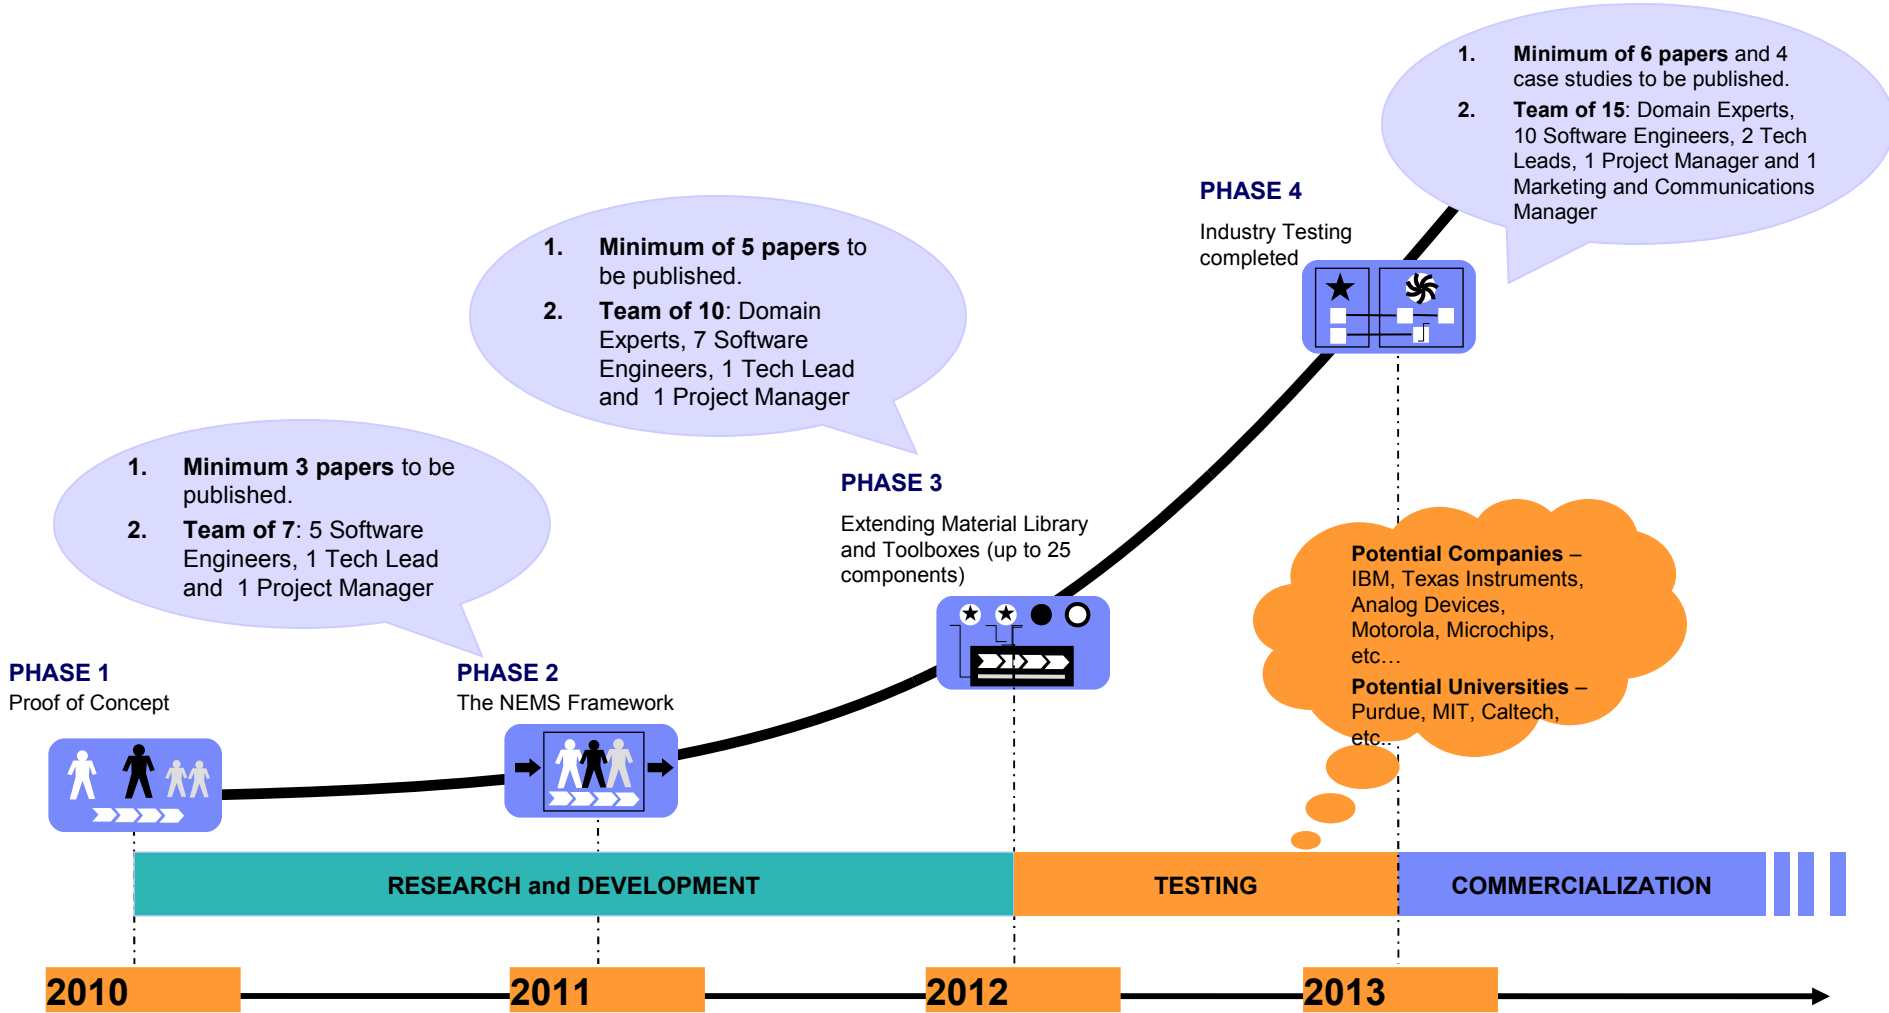 1. Minimum of 6 papers and 4
case studies to be published.
2. Team of 15: Domain Experts,
10 Software Engineers, 2 Tech
Leads, 1 Project Manager and 1
Marketing and Communications
Manager
PHASE 4
Industry Testing
completed
1. Minimum of 5 papers to
be published.
2. Team of 10: Domain
Experts, 7 Software
Engineers, 1 Tech Lead
and 1 Project Manager
PHASE 3
Extending Material Library
and Toolboxes (up to 25
components)
1. Minimum 3 papers to be
published.
2. Team of 7: 5 Software
Engineers, 1 Tech Lead
and 1 Project Manager
PHASE 1
Proof of Concept
PHASE 2
The NEMS Framework
Potential Companies –
IBM, Texas Instruments,
Analog Devices,
Motorola, Microchips,
etc…
Potential Universities –
Purdue, MIT, Caltech,
etc..
RESEARCH and DEVELOPMENT
TESTING
COMMERCIALIZATION
2010
2011
2012
2013